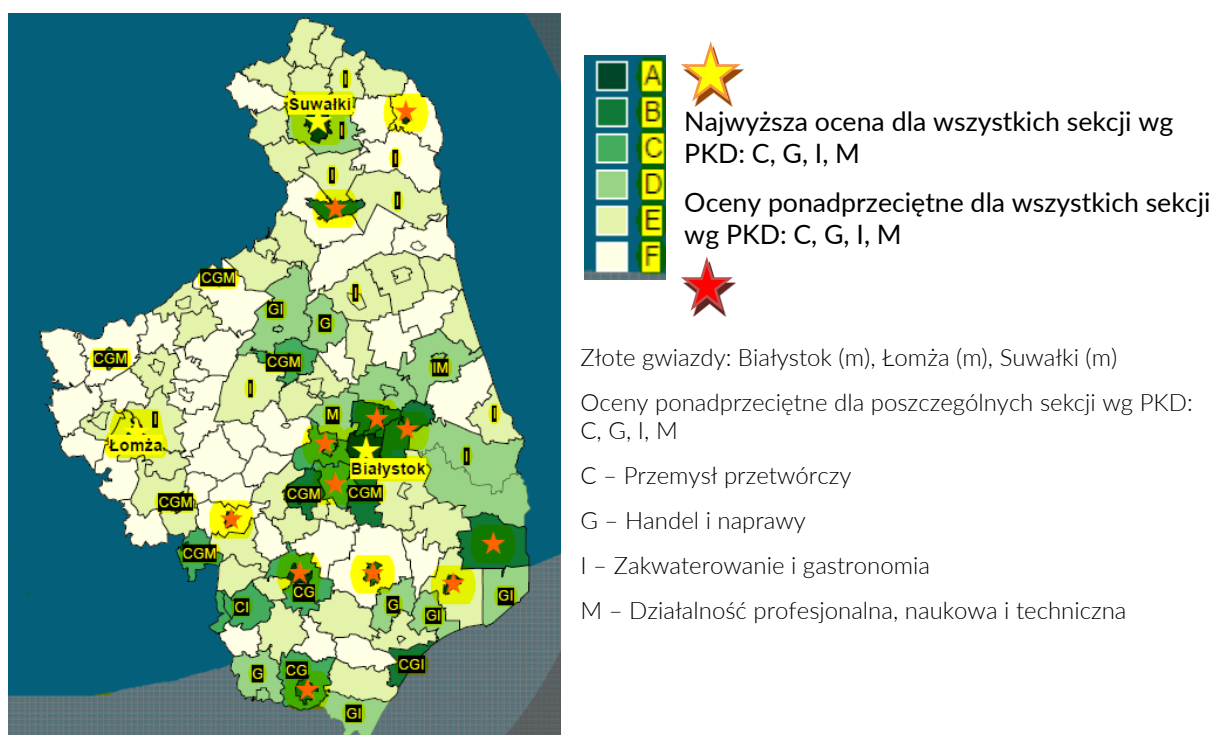 I
Suwałki
I
I
I
I
CGM
GI
I
G
CGM
CGM
IM
I
M
I
I
Łomża
Białystok
I
CGM
CGM
CGM
CGM
CI
CG
G
GI
GI
G
CG
CGI
GI
A
B
C
D
E
F
Najwyższa ocena dla wszystkich sekcji wg
PKD: C, G, I, M
Oceny ponadprzeciętne dla wszystkich sekcji
wg PKD: C, G, I, M
Złote gwiazdy: Białystok (m), Łomża (m), Suwałki (m)
Oceny ponadprzeciętne dla poszczególnych sekcji wg PKD:
C, G, I, M
C – Przemysł przetwórczy
G – Handel i naprawy
I – Zakwaterowanie i gastronomia
M – Działalność profesjonalna, naukowa i techniczna